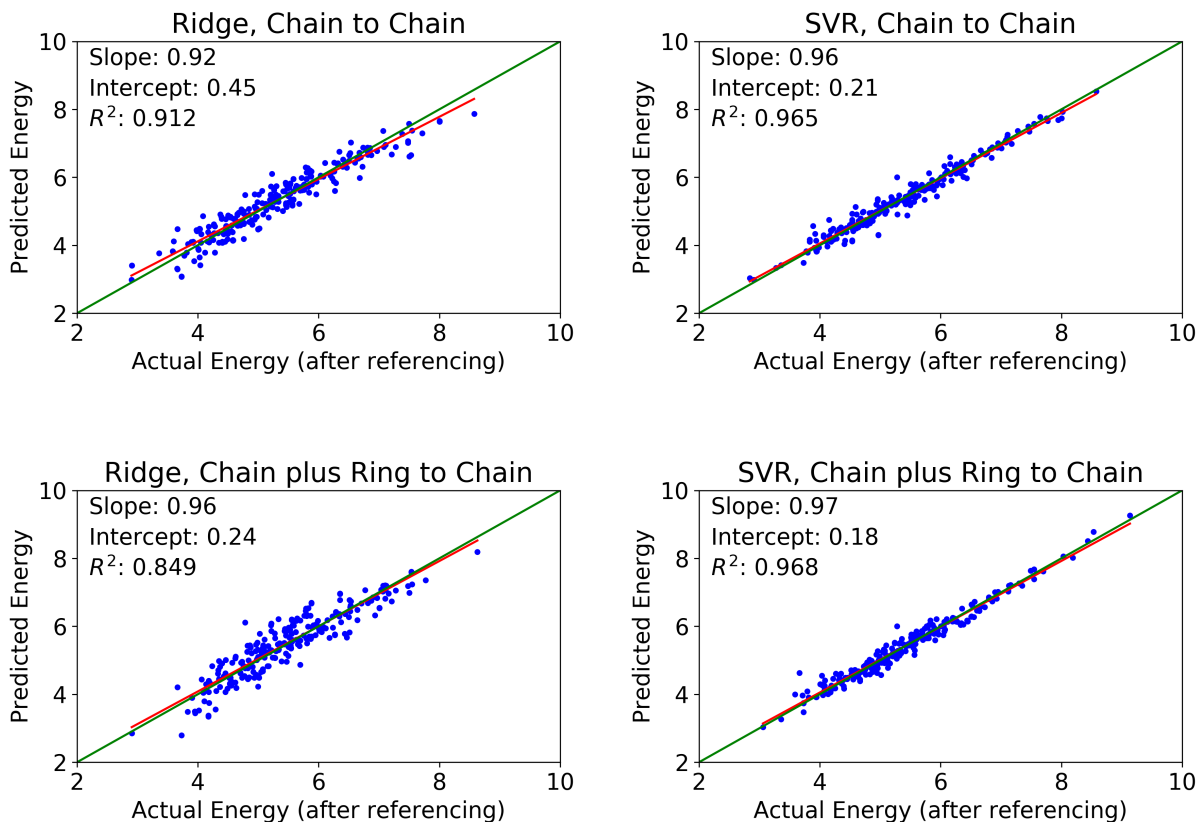 Ridge, Chain to Chain
10
8
6
4
2
Predicted Energy
Slope: 0.92
Intercept: 0.45
R²: 0.912
2 4 6 8 10
Actual Energy (after referencing)
SVR, Chain to Chain
10
8
6
4
2
Predicted Energy
Slope: 0.96
Intercept: 0.21
R²: 0.965
2 4 6 8 10
Actual Energy (after referencing)
Ridge, Chain plus Ring to Chain
10
8
6
4
2
Predicted Energy
Slope: 0.96
Intercept: 0.24
R²: 0.849
2 4 6 8 10
Actual Energy (after referencing)
SVR, Chain plus Ring to Chain
10
8
6
4
2
Predicted Energy
Slope: 0.97
Intercept: 0.18
R²: 0.968
2 4 6 8 10
Actual Energy (after referencing)